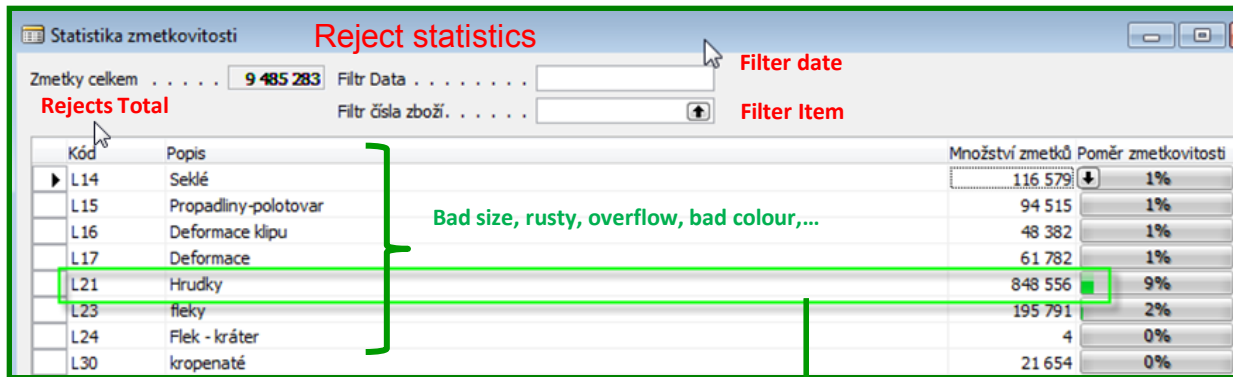 Statistika zmetkovitosti Reject statistics
Zmetky celkem . . . . . 9 485 283 Filtr Data . . . . . . . . Filter date
Rejects Total Filtr čísla zboží. . . . . . Filter Item
Kód Popis Množství zmetků Poměr zmetkovitosti
L14 Seklé 116 579 1%
L15 Propadliny-polotovar 94 515 1%
Bad size, rusty, overflow, bad colour,...
L16 Deformace klipu 48 382 1%
L17 Deformace 61 782 1%
L21 Hrudky 848 556 9%
L23 fleky 195 791 2%
L24 Flek - kráter 4 0%
L30 kropenaté 21 654 0%